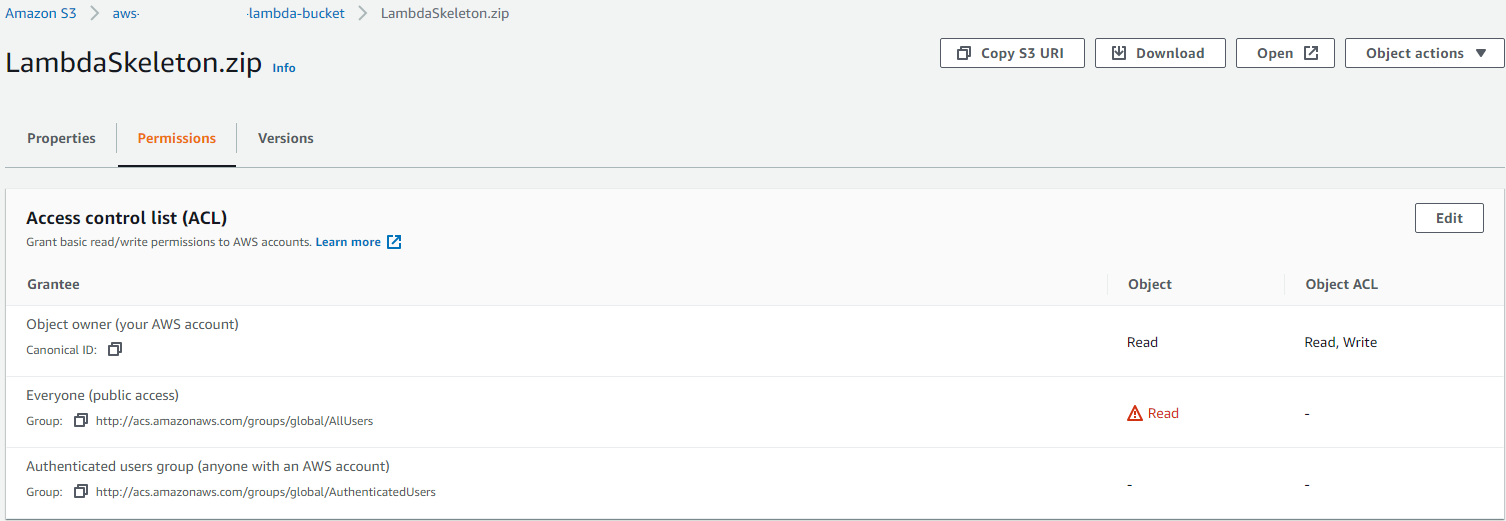 Amazon S3 > aws- -lambda-bucket > LambdaSkeleton.zip
LambdaSkeleton.zip Info
Copy S3 URI Download Open Object actions
Properties Permissions Versions
Access control list (ACL)
Edit
Grant basic read/write permissions to AWS accounts. Learn more
Grantee Object Object ACL
Object owner (your AWS account)
Canonical ID:
Read Read, Write
Everyone (public access)
Group: http://acs.amazonaws.com/groups/global/AllUsers
Read -
Authenticated users group (anyone with an AWS account)
Group: http://acs.amazonaws.com/groups/global/AuthenticatedUsers
- -